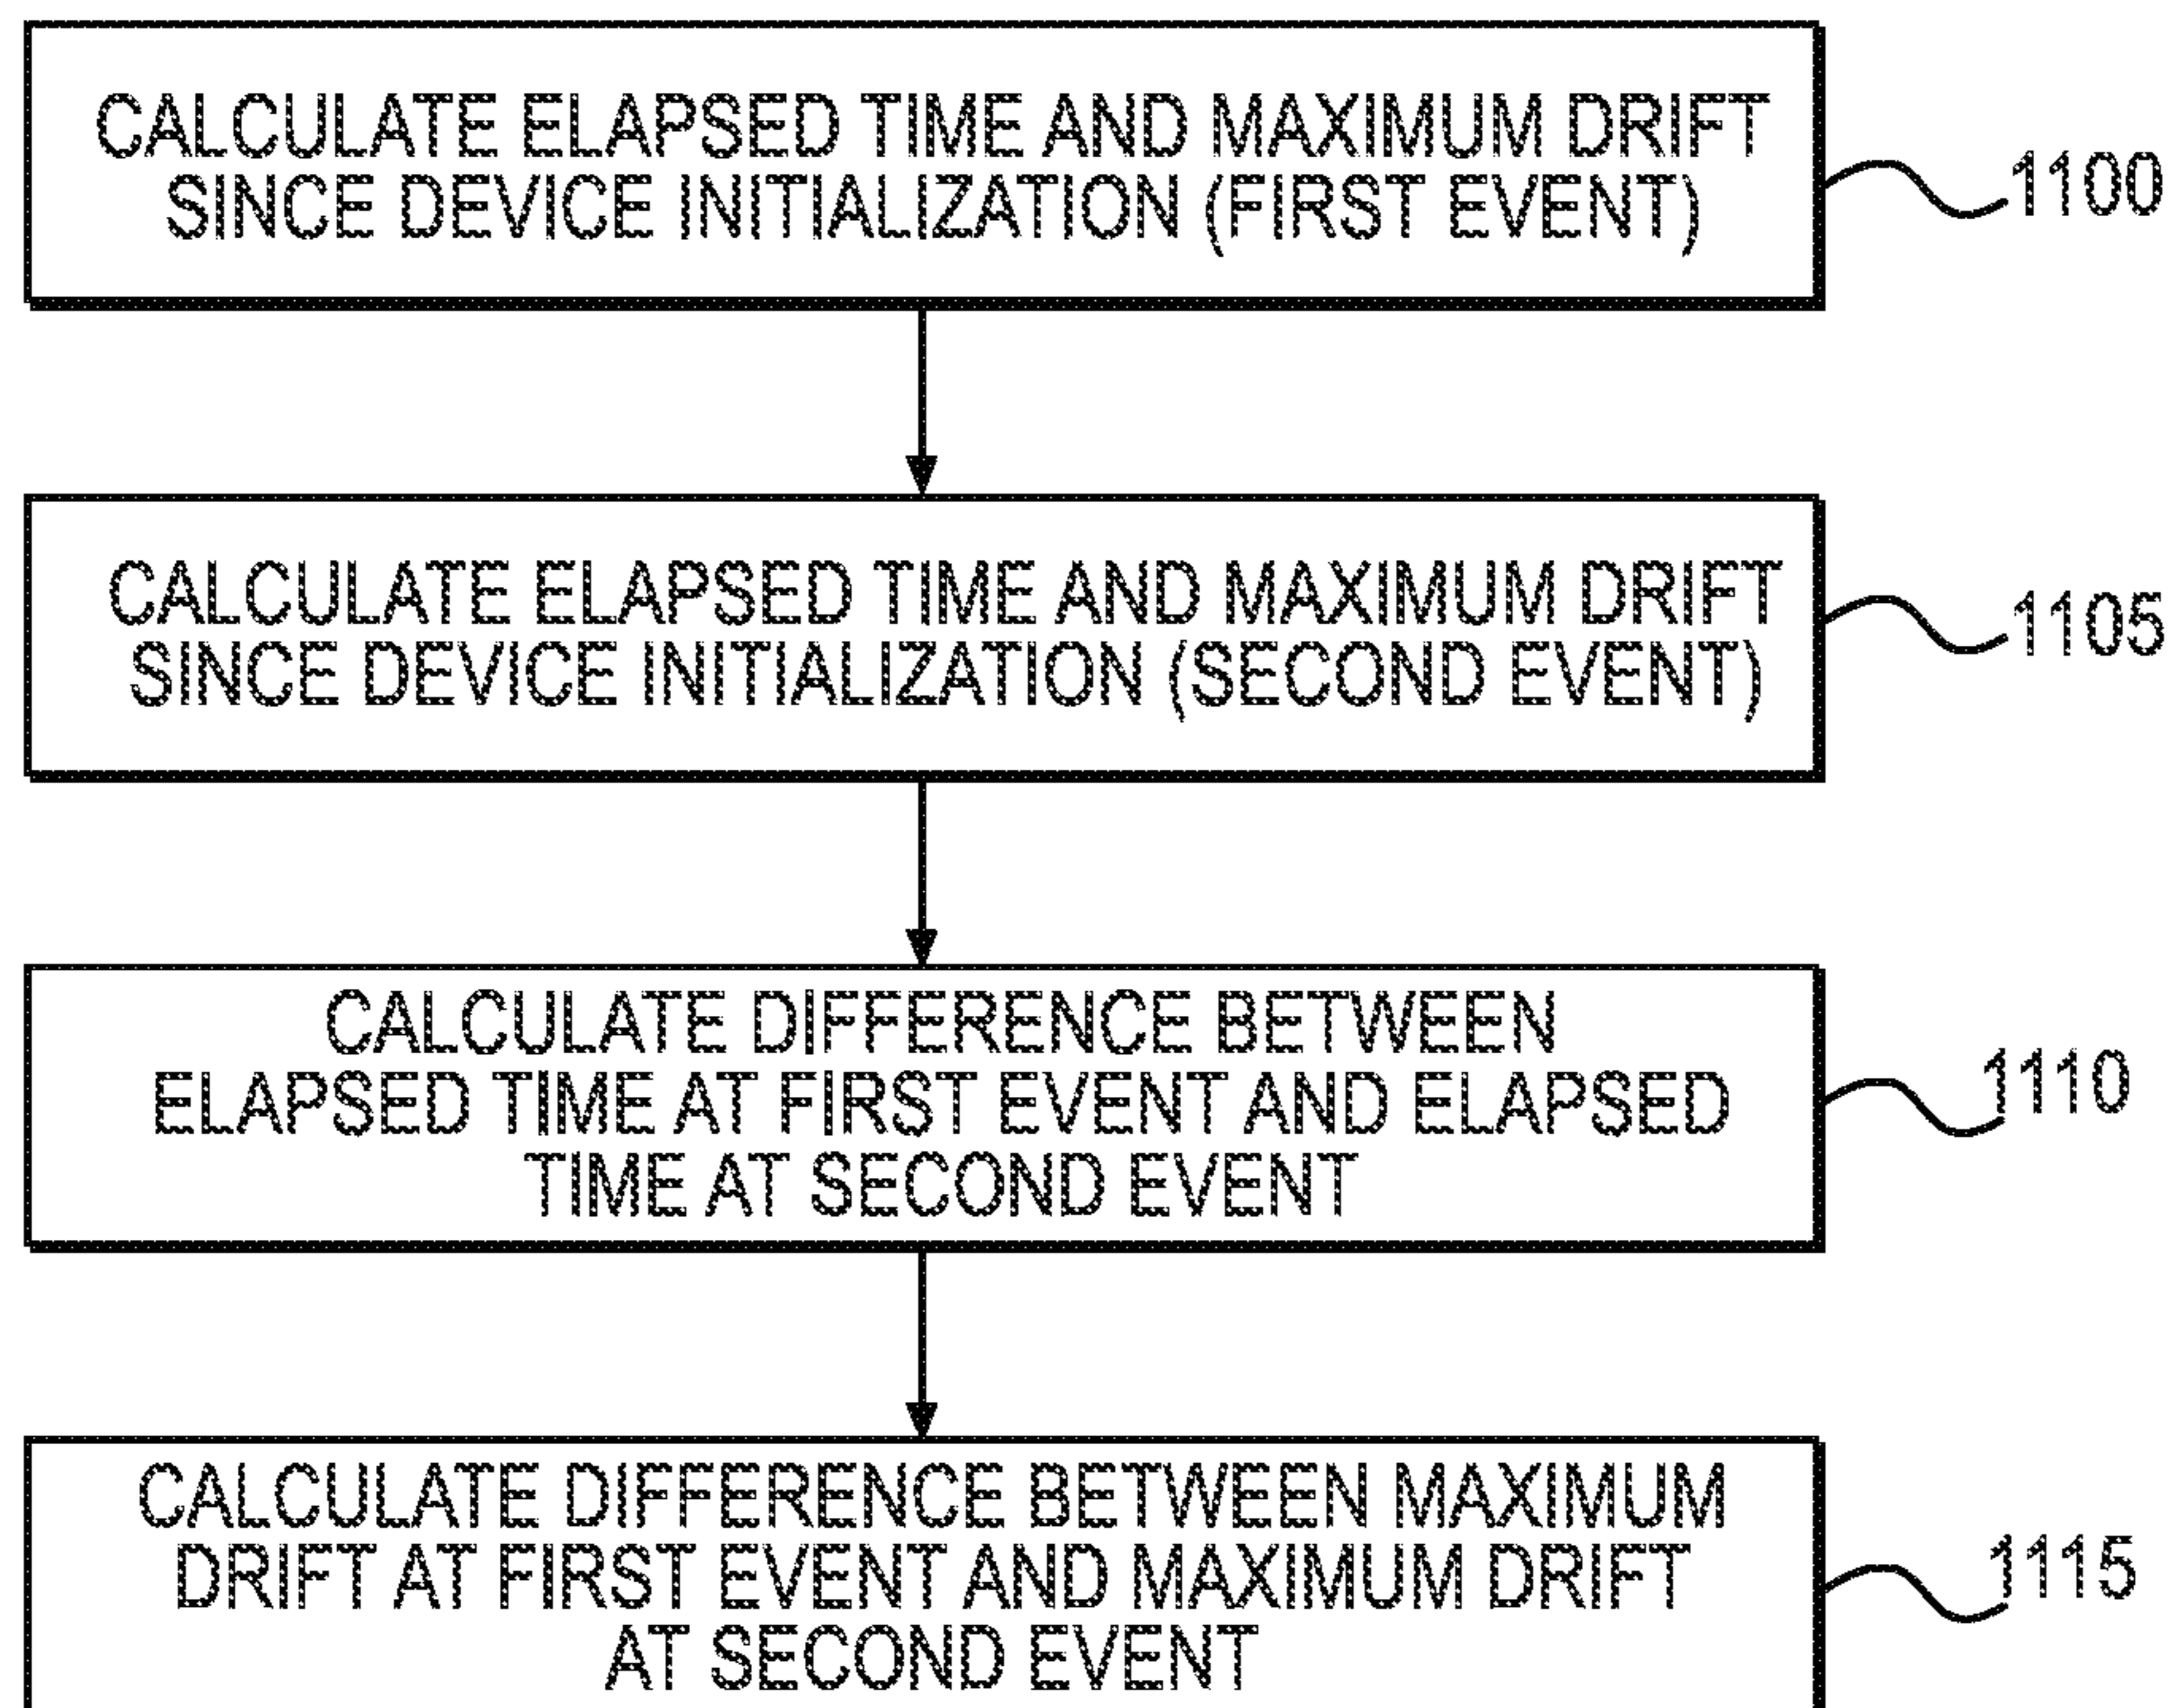 CALCULATE ELAPSED TIME AND MAXIMUM DRIFT
SINCE DEVICE INITIALIZATION (FIRST EVENT)
1100
CALCULATE ELAPSED TIME AND MAXIMUM DRIFT
SINCE DEVICE INITIALIZATION (SECOND EVENT)
1105
CALCULATE DIFFERENCE BETWEEN
ELAPSED TIME AT FIRST EVENT AND ELAPSED
TIME AT SECOND EVENT
1110
CALCULATE DIFFERENCE BETWEEN MAXIMUM
DRIFT AT FIRST EVENT AND MAXIMUM DRIFT
AT SECOND EVENT
1115